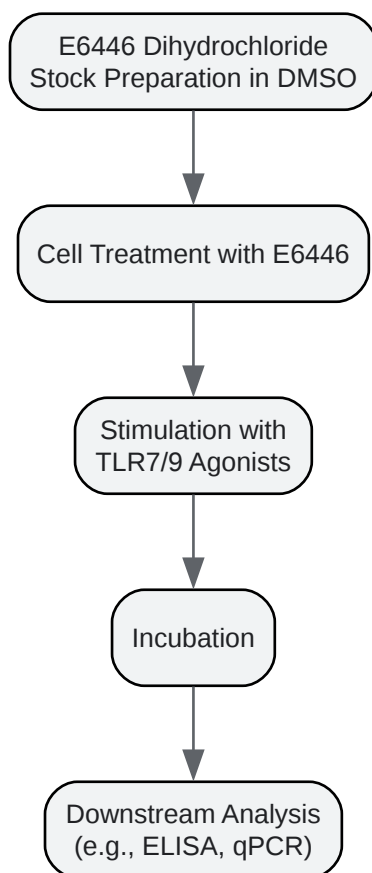 E6446 Dihydrochloride
Stock Preparation in DMSO
Cell Treatment with E6446
Stimulation with
TLR7/9 Agonists
Incubation
Downstream Analysis
(e.g., ELISA, qPCR)